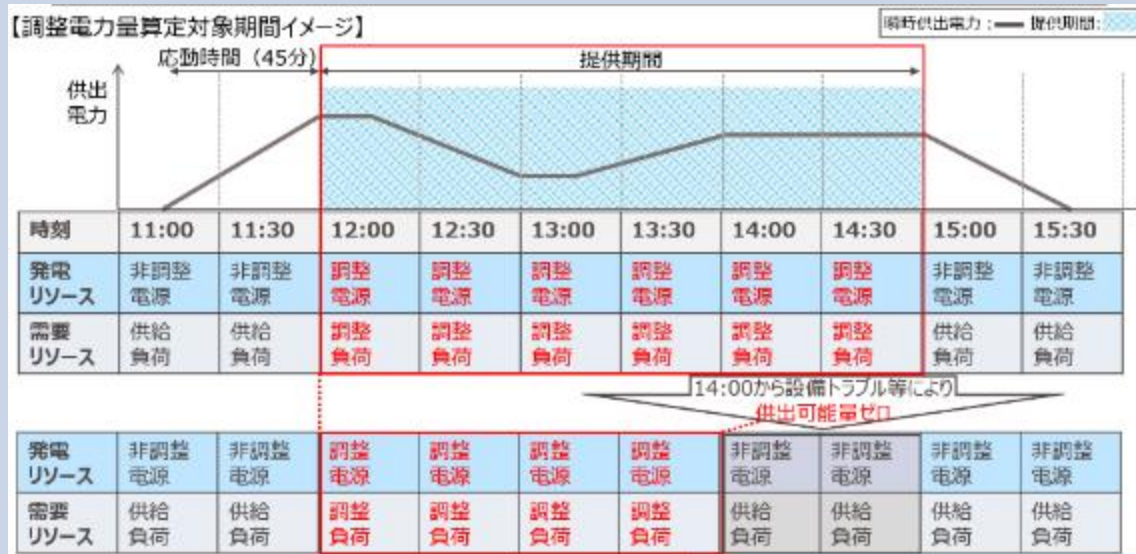 【調整電力量算定対象期間イメージ】
瞬時供出電力：
提供期間：
応動時間（45分）
提供期間
供出
電力
時刻 11:00 11:30 12:00 12:30 13:00 13:30 14:00 14:30 15:00 15:30
発電 非調整 非調整 調整 調整 調整 調整 調整 調整 非調整 非調整
リソース 電源 電源 電源 電源 電源 電源 電源 電源 電源 電源
需要 供給 供給 調整 調整 調整 調整 調整 調整 供給 供給
リソース 負荷 負荷 負荷 負荷 負荷 負荷 負荷 負荷 負荷 負荷
14:00から設備トラブル等により
供出可能量ゼロ
発電 非調整 非調整 調整 調整 調整 調整 非調整 非調整 非調整 非調整
リソース 電源 電源 電源 電源 電源 電源 電源 電源 電源 電源
需要 供給 供給 調整 調整 調整 調整 供給 供給 供給 供給
リソース 負荷 負荷 負荷 負荷 負荷 負荷 負荷 負荷 負荷 負荷